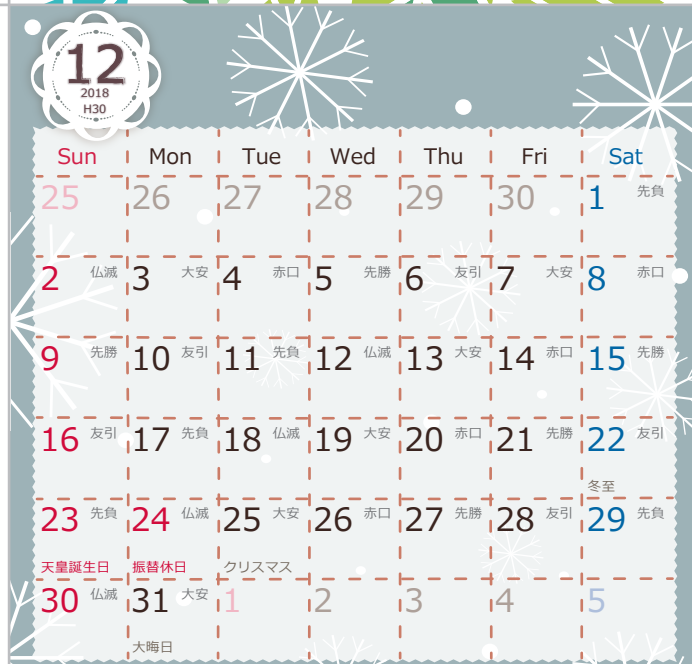 12
2018
H30
Sun Mon Tue Wed Thu Fri Sat
25 26 27 28 29 30 1 先負
2 仏滅 3 大安 4 赤口 5 先勝 6 友引 7 大安 8 赤口
9 先勝 10 友引 11 先負 12 仏滅 13 大安 14 赤口 15 先勝
16 友引 17 先負 18 仏滅 19 大安 20 赤口 21 先勝 22 友引
冬至
23 先負 24 仏滅 25 大安 26 赤口 27 先勝 28 友引 29 先負
天皇誕生日 振替休日 クリスマス
30 仏滅 31 大安 1 2 3 4 5
大晦日